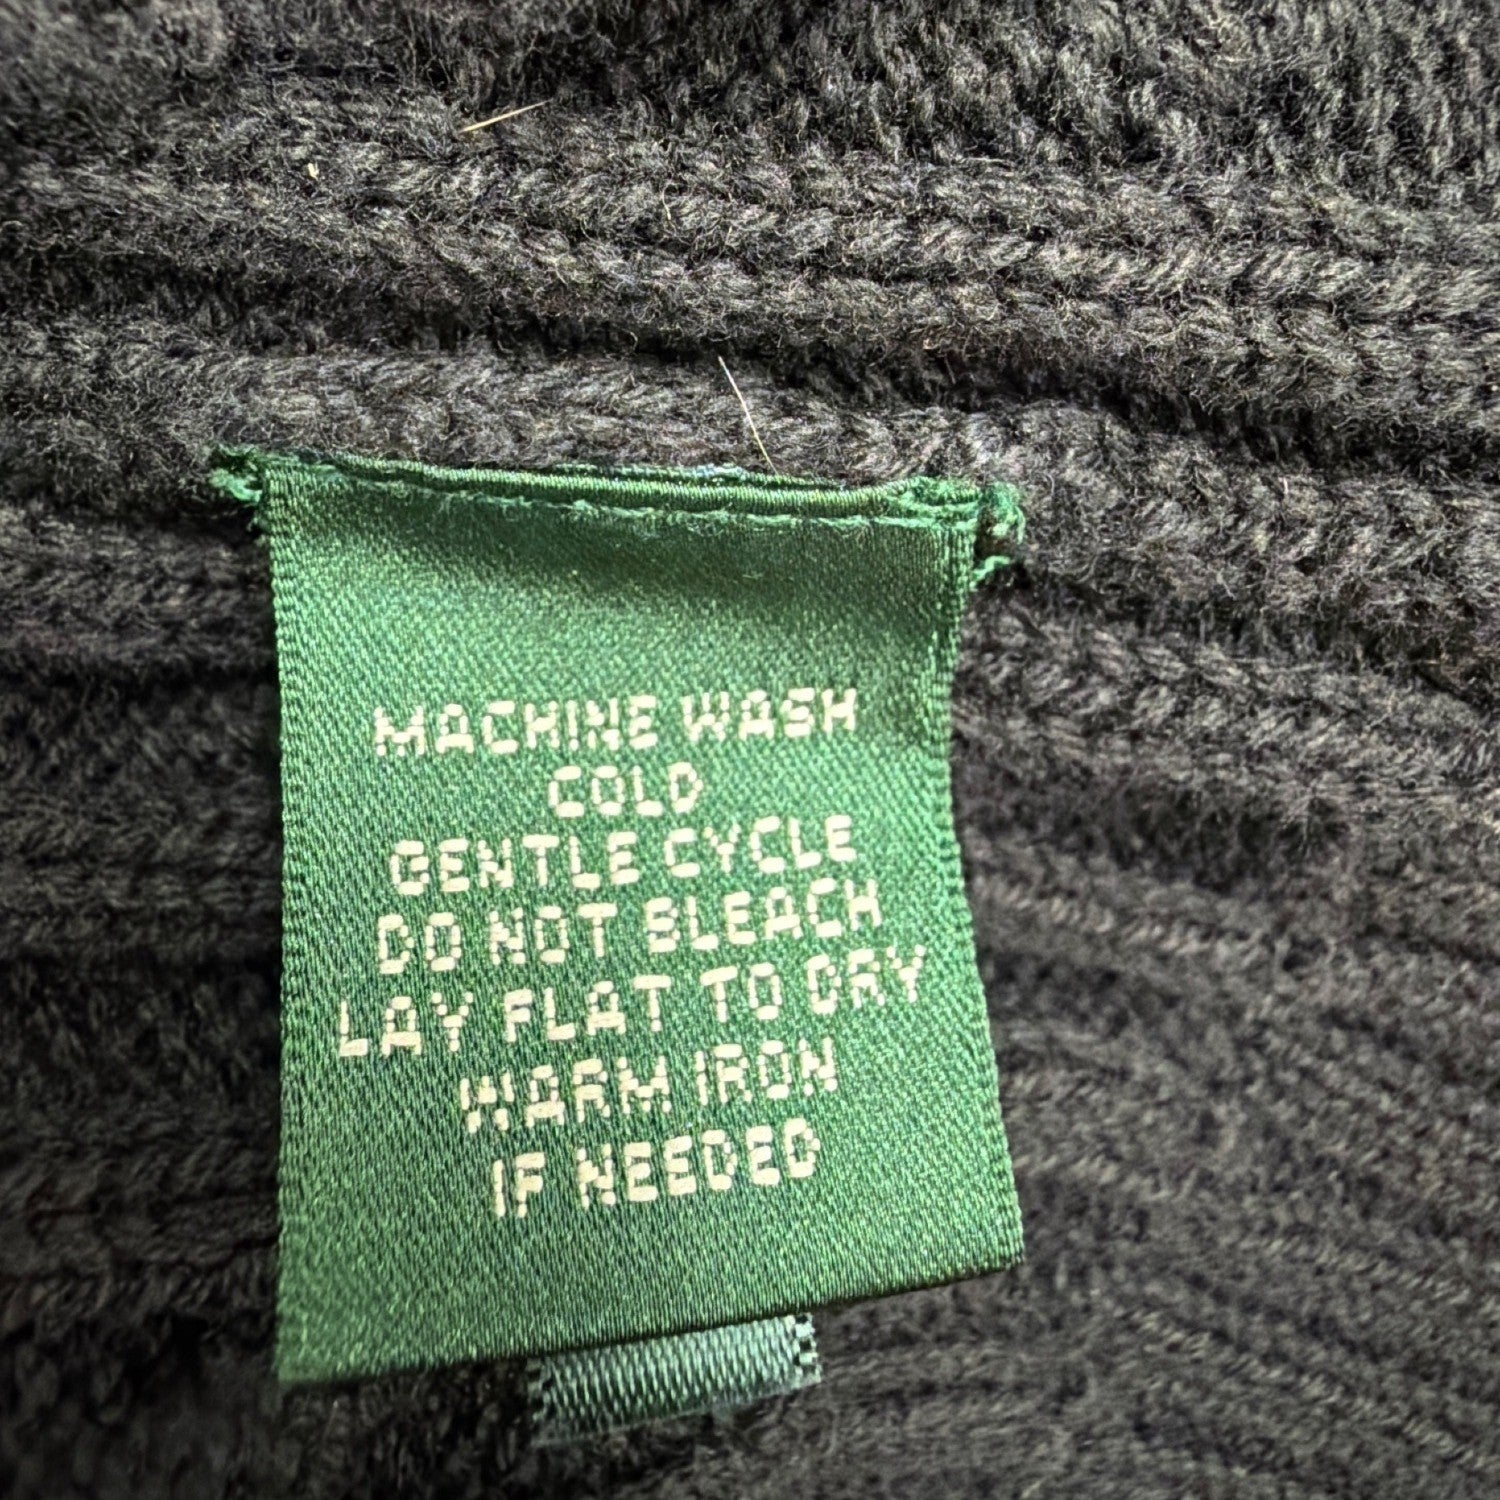 MACHINE WASH
COLD
GENTLE CYCLE
DO NOT BLEACH
LAY FLAT TO DRY
WARM IRON
IF NEEDED